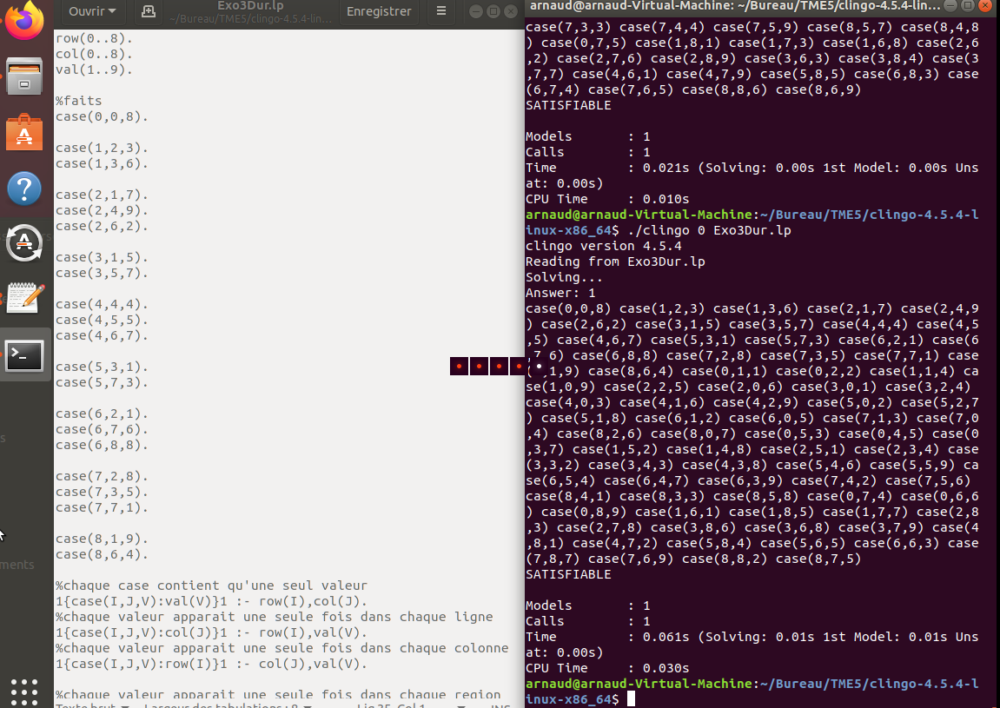 Ouvrir
Exo3Dur.lp
~/Bureau/TME5/clingo-4.5.4-lin...
Enregistrer
row(0..8).
col(0..8).
val(1..9).
%faits
case(0,0,8).
case(1,2,3).
case(1,3,6).
case(2,1,7).
case(2,4,9).
case(2,6,2).
case(3,1,5).
case(3,5,7).
case(4,4,4).
case(4,5,5).
case(4,6,7).
case(5,3,1).
case(5,7,3).
case(6,2,1).
case(6,7,6).
case(6,8,8).
case(7,2,8).
case(7,3,5).
case(7,7,1).
case(8,1,9).
case(8,6,4).
%chaque case contient qu'une seul valeur
1{case(I,J,V):val(V)}1 :- row(I),col(J).
%chaque valeur apparait une seule fois dans chaque ligne
1{case(I,J,V):col(J)}1 :- row(I),val(V).
%chaque valeur apparait une seule fois dans chaque colonne
1{case(I,J,V):row(I)}1 :- col(J),val(V).
%chaque valeur apparait une seule fois dans chaque region
s
ments
arnaud@arnaud-Virtual-Machine: ~/Bureau/TME5/clingo-4.5.4-lin...
case(7,3,3) case(7,4,4) case(7,5,9) case(8,5,7) case(8,4,8
) case(0,7,5) case(1,8,1) case(1,7,3) case(1,6,8) case(2,6
,2) case(2,7,6) case(2,8,9) case(3,6,3) case(3,8,4) case(3
,7,7) case(4,6,1) case(4,7,9) case(5,8,5) case(6,8,3) case
(6,7,4) case(7,6,5) case(8,8,6) case(8,6,9)
SATISFIABLE
Models : 1
Calls : 1
Time : 0.021s (Solving: 0.00s 1st Model: 0.00s Uns
at: 0.00s)
CPU Time : 0.010s
arnaud@arnaud-Virtual-Machine:~/Bureau/TME5/clingo-4.5.4-l
inux-x86_64$ ./clingo 0 Exo3Dur.lp
clingo version 4.5.4
Reading from Exo3Dur.lp
Solving...
Answer: 1
case(0,0,8) case(1,2,3) case(1,3,6) case(2,1,7) case(2,4,9
) case(2,6,2) case(3,1,5) case(3,5,7) case(4,4,4) case(4,5
,5) case(4,6,7) case(5,3,1) case(5,7,3) case(6,2,1) case(6
,7,6) case(6,8,8) case(7,2,8) case(7,3,5) case(7,7,1) case
(8,1,9) case(8,6,4) case(0,1,1) case(0,2,2) case(1,1,4) ca
se(1,0,9) case(2,2,5) case(2,0,6) case(3,0,1) case(3,2,4)
case(4,0,3) case(4,1,6) case(4,2,9) case(5,0,2) case(5,2,7
) case(5,1,8) case(6,1,2) case(6,0,5) case(7,1,3) case(7,0
,4) case(8,2,6) case(8,0,7) case(0,5,3) case(0,4,5) case(0
,3,7) case(1,5,2) case(1,4,8) case(2,5,1) case(2,3,4) case
(3,3,2) case(3,4,3) case(4,3,8) case(5,4,6) case(5,5,9) ca
se(6,5,4) case(6,4,7) case(6,3,9) case(7,4,2) case(7,5,6)
case(8,4,1) case(8,3,3) case(8,5,8) case(0,7,4) case(0,6,6
) case(0,8,9) case(1,6,1) case(1,8,5) case(1,7,7) case(2,8
,3) case(2,7,8) case(3,8,6) case(3,6,8) case(3,7,9) case(4
,8,1) case(4,7,2) case(5,8,4) case(5,6,5) case(6,6,3) case
(7,8,7) case(7,6,9) case(8,8,2) case(8,7,5)
SATISFIABLE
Models : 1
Calls : 1
Time : 0.061s (Solving: 0.01s 1st Model: 0.01s Uns
at: 0.00s)
CPU Time : 0.030s
arnaud@arnaud-Virtual-Machine:~/Bureau/TME5/clingo-4.5.4-l
inux-x86_64$